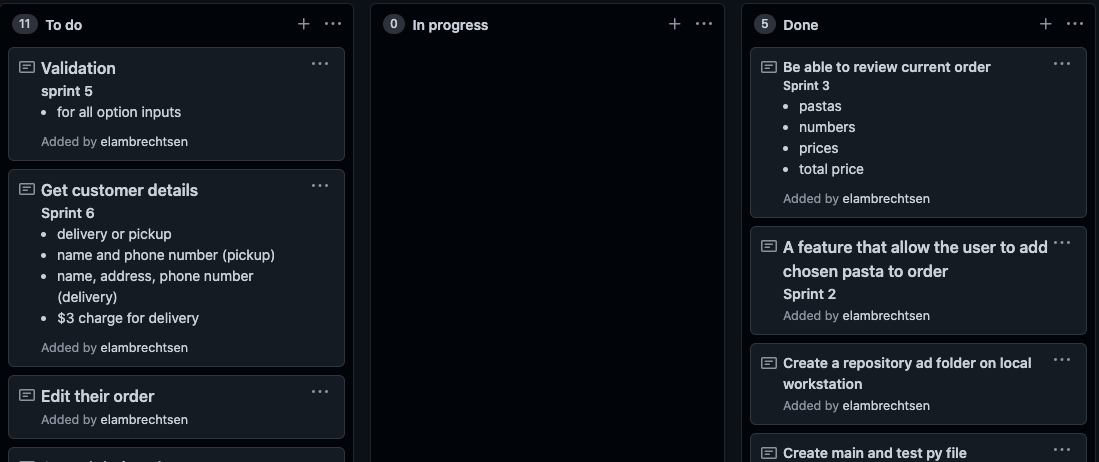 11 To do
Validation
sprint 5
for all option inputs
Added by elambrechtsen
Get customer details
Sprint 6
delivery or pickup
name and phone number (pickup)
name, address, phone number
(delivery)
$3 charge for delivery
Added by elambrechtsen
Edit their order
Added by elambrechtsen
0 In progress
5 Done
Be able to review current order
Sprint 3
pastas
numbers
prices
total price
Added by elambrechtsen
A feature that allow the user to add
chosen pasta to order
Sprint 2
Added by elambrechtsen
Create a repository ad folder on local
workstation
Added by elambrechtsen
Create main and test py file